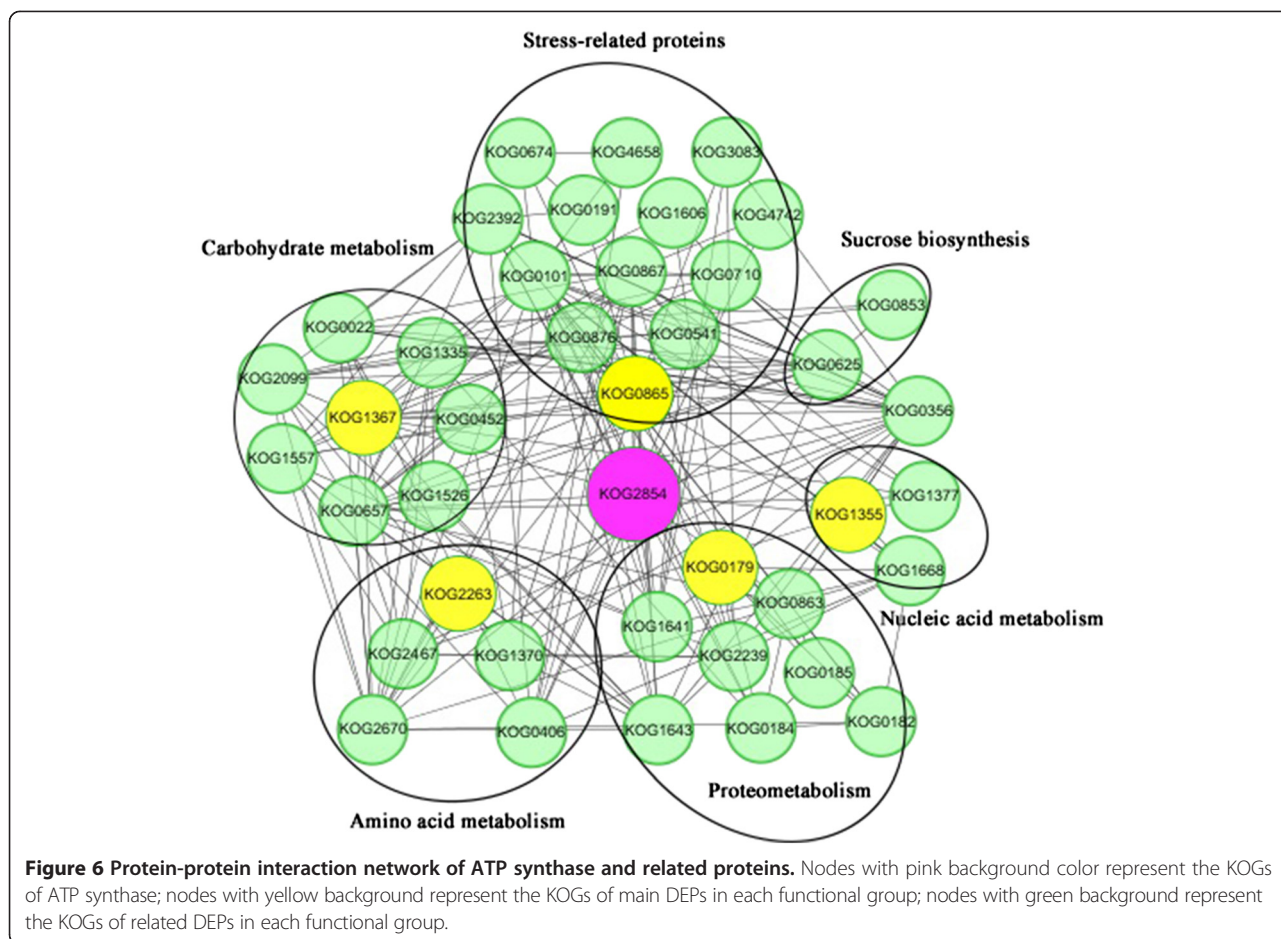 Stress-related proteins
KOG0674
KOG4658
KOG3083
KOG2392
KOG0191
KOG1606
KOG4742
Carbohydrate metabolism
Sucrose biosynthesis
KOG0101
KOG0867
KOG0710
KOG0853
KOG0022
KOG1335
KOG0876
KOG0541
KOG0625
KOG2099
KOG0865
KOG1367
KOG0452
KOG0356
KOG1557
KOG1526
KOG2854
KOG1377
KOG0657
KOG1355
KOG0179
KOG1668
KOG2263
KOG0863
Nucleic acid metabolism
KOG1641
KOG2467
KOG1370
KOG2239
KOG0185
KOG2670
KOG0406
KOG1643
KOG0184
KOG0182
Proteometabolism
Amino acid metabolism
Figure 6 Protein-protein interaction network of ATP synthase and related proteins. Nodes with pink background color represent the KOGs
of ATP synthase; nodes with yellow background represent the KOGs of main DEPs in each functional group; nodes with green background represent
the KOGs of related DEPs in each functional group.